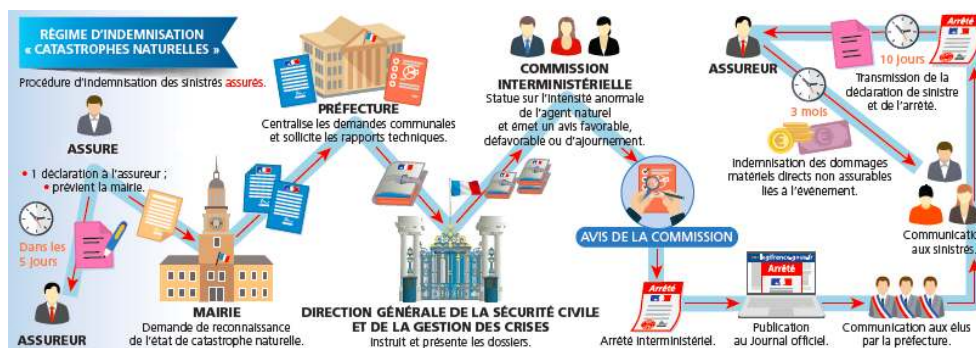 RÉGIME D'INDEMNISATION
« CATASTROPHES NATURELLES »
Procédure d'indemnisation des sinistrés assurés.
ASSURE
• 1 déclaration à l'assureur ;
• prévient la mairie.
Dans les
5 jours
ASSUREUR
MAIRIE
Demande de reconnaissance
de l'état de catastrophe naturelle.
PRÉFECTURE
Centralise les demandes communales
et sollicite les rapports techniques.
DIRECTION GÉNÉRALE DE LA SÉCURITÉ CIVILE
ET DE LA GESTION DES CRISES
Instruit et présente les dossiers.
COMMISSION
INTERMINISTÉRIELLE
Statue sur l'intensité anormale
de l'agent naturel
et émet un avis favorable,
défavorable ou d'ajournement.
AVIS DE LA COMMISSION
Arrêté
Arrêté interministériel.
Arrêté
Publication
au Journal officiel.
Communication aux élus
par la préfecture.
Communication
aux sinistrés.
Arrêté
10 jours
Transmission de la
déclaration de sinistre
et de l'arrêté.
ASSUREUR
3 mois
Indemnisation des dommages
matériels directs non assurables
liés à l'événement.